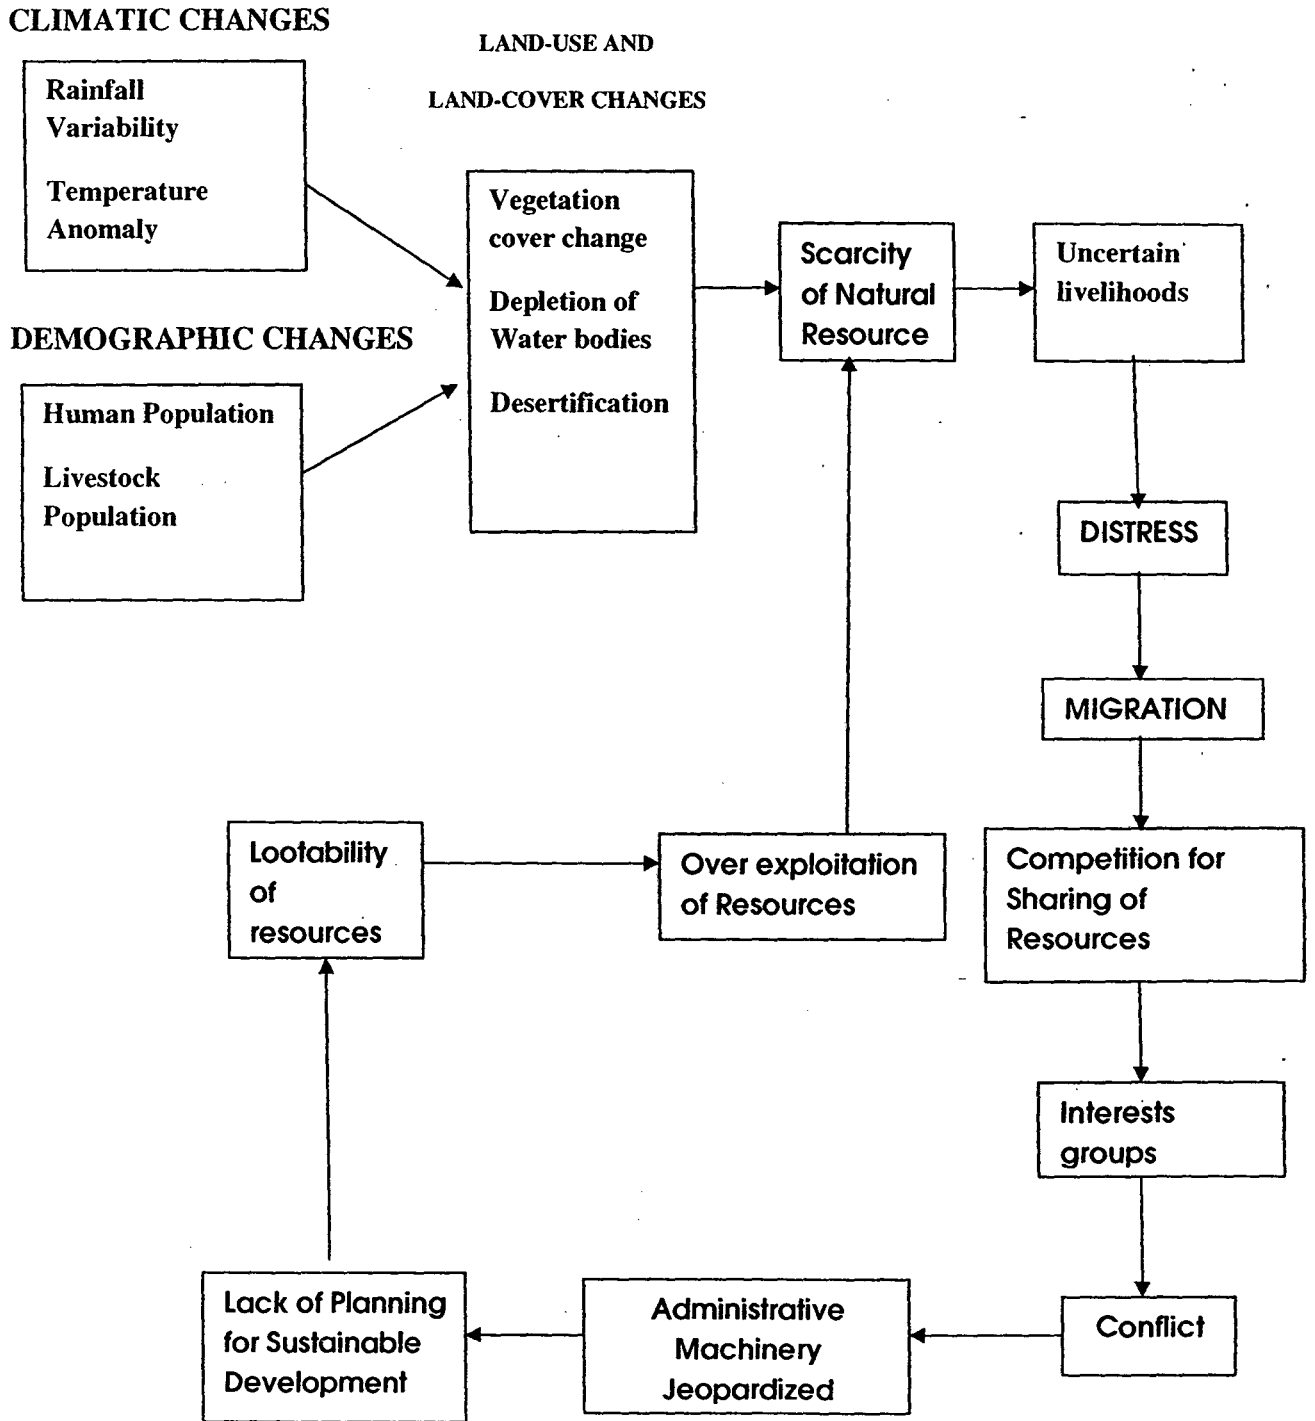 CLIMATIC CHANGES
Rainfall
Variability
Temperature
Anomaly
LAND-USE AND
LAND-COVER CHANGES
DEMOGRAPHIC CHANGES
Human Population
Livestock
Population
Vegetation
cover change
Depletion of
Water bodies
Desertification
Scarcity
of Natural
Resource
Uncertain
livelihoods
DISTRESS
MIGRATION
Competition for
Sharing of
Resources
Interests
groups
Conflict
Administrative
Machinery
Jeopardized
Lack of Planning
for Sustainable
Development
Lootability
of
resources
Over exploitation
of Resources